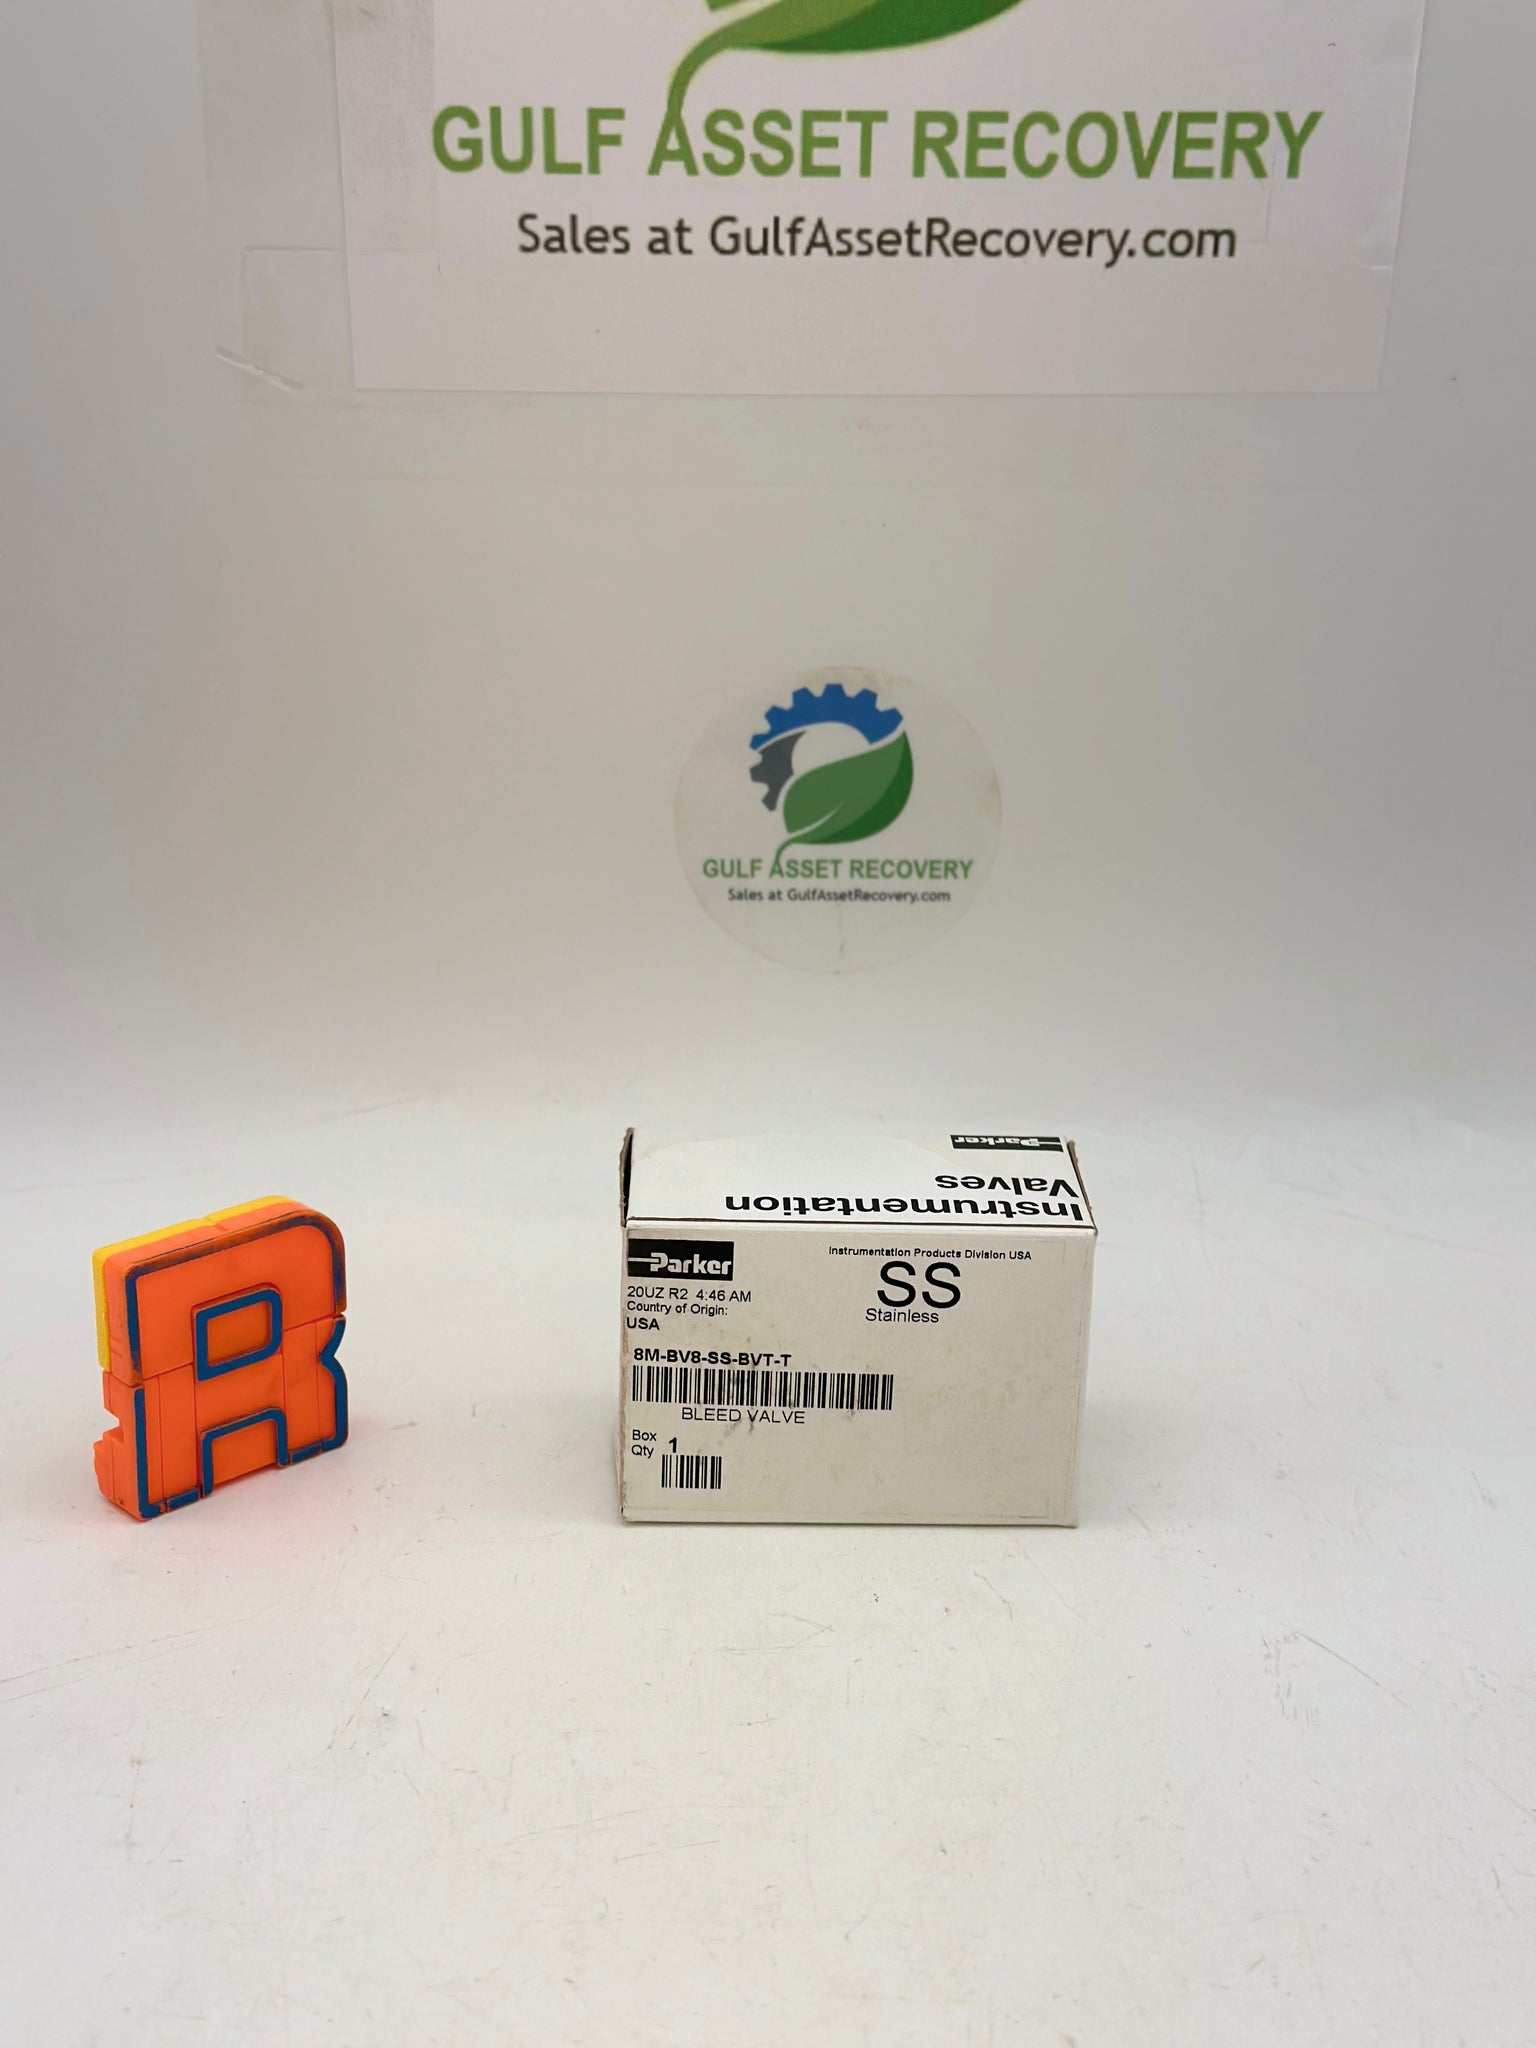 GULF ASSET RECOVERY
Sales at GulfAssetRecovery.com
GULF ASSET RECOVERY
Sales at GulfAssetRecovery.com
Parker
Instrumentation
Valves
Parker
Instrumentation Products Division USA
SS
Stainless
20UZ R2 4:46 AM
Country of Origin:
USA
8M-BV8-SS-BVT-T
BLEED VALVE
Box
Qty 1
R